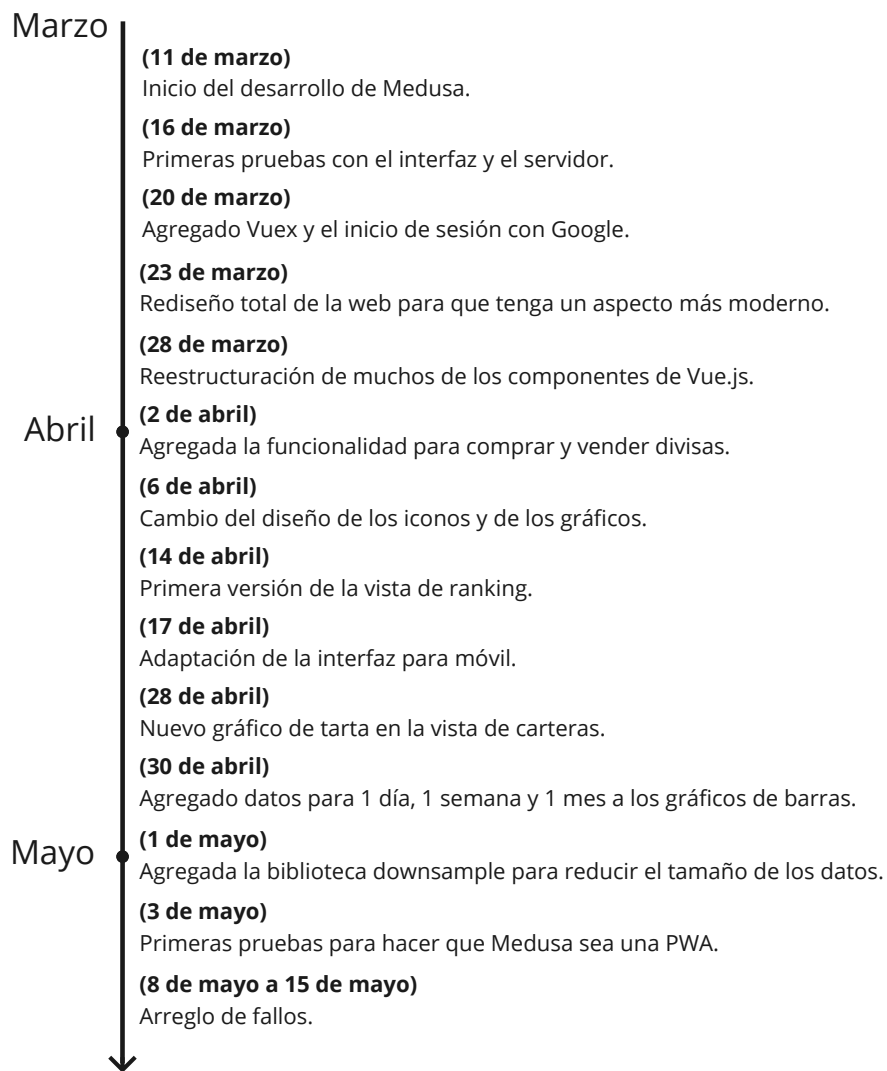 Marzo
(11 de marzo)
Inicio del desarrollo de Medusa.
(16 de marzo)
Primeras pruebas con el interfaz y el servidor.
(20 de marzo)
Agregado Vuex y el inicio de sesión con Google.
(23 de marzo)
Rediseño total de la web para que tenga un aspecto más moderno.
(28 de marzo)
Reestructuración de muchos de los componentes de Vue.js.
Abril
(2 de abril)
Agregada la funcionalidad para comprar y vender divisas.
(6 de abril)
Cambio del diseño de los iconos y de los gráficos.
(14 de abril)
Primera versión de la vista de ranking.
(17 de abril)
Adaptación de la interfaz para móvil.
(28 de abril)
Nuevo gráfico de tarta en la vista de carteras.
(30 de abril)
Agregado datos para 1 día, 1 semana y 1 mes a los gráficos de barras.
Mayo
(1 de mayo)
Agregada la biblioteca downsample para reducir el tamaño de los datos.
(3 de mayo)
Primeras pruebas para hacer que Medusa sea una PWA.
(8 de mayo a 15 de mayo)
Arreglo de fallos.